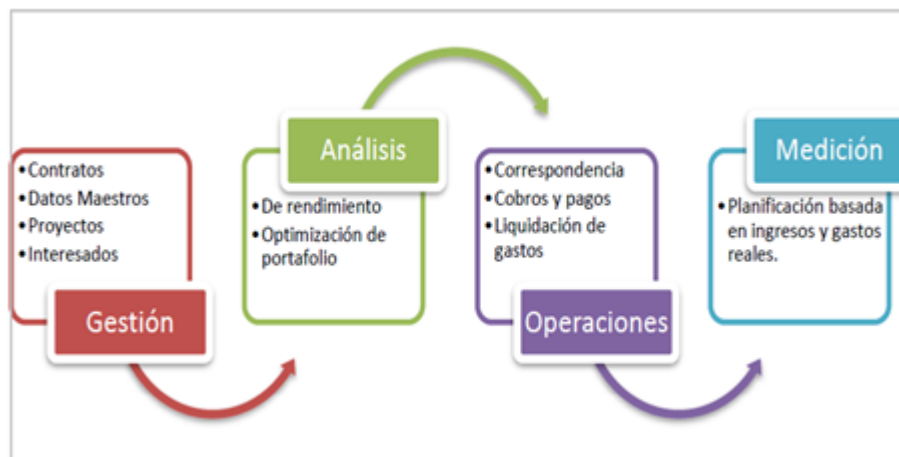 • Contratos
• Datos Maestros
• Proyectos
• Interesados
Gestión
Análisis
• De rendimiento
• Optimización de
portafolio
• Correspondencia
• Cobros y pagos
• Liquidación de
gastos
Operaciones
Medición
• Planificación basada
en ingresos y gastos
reales.